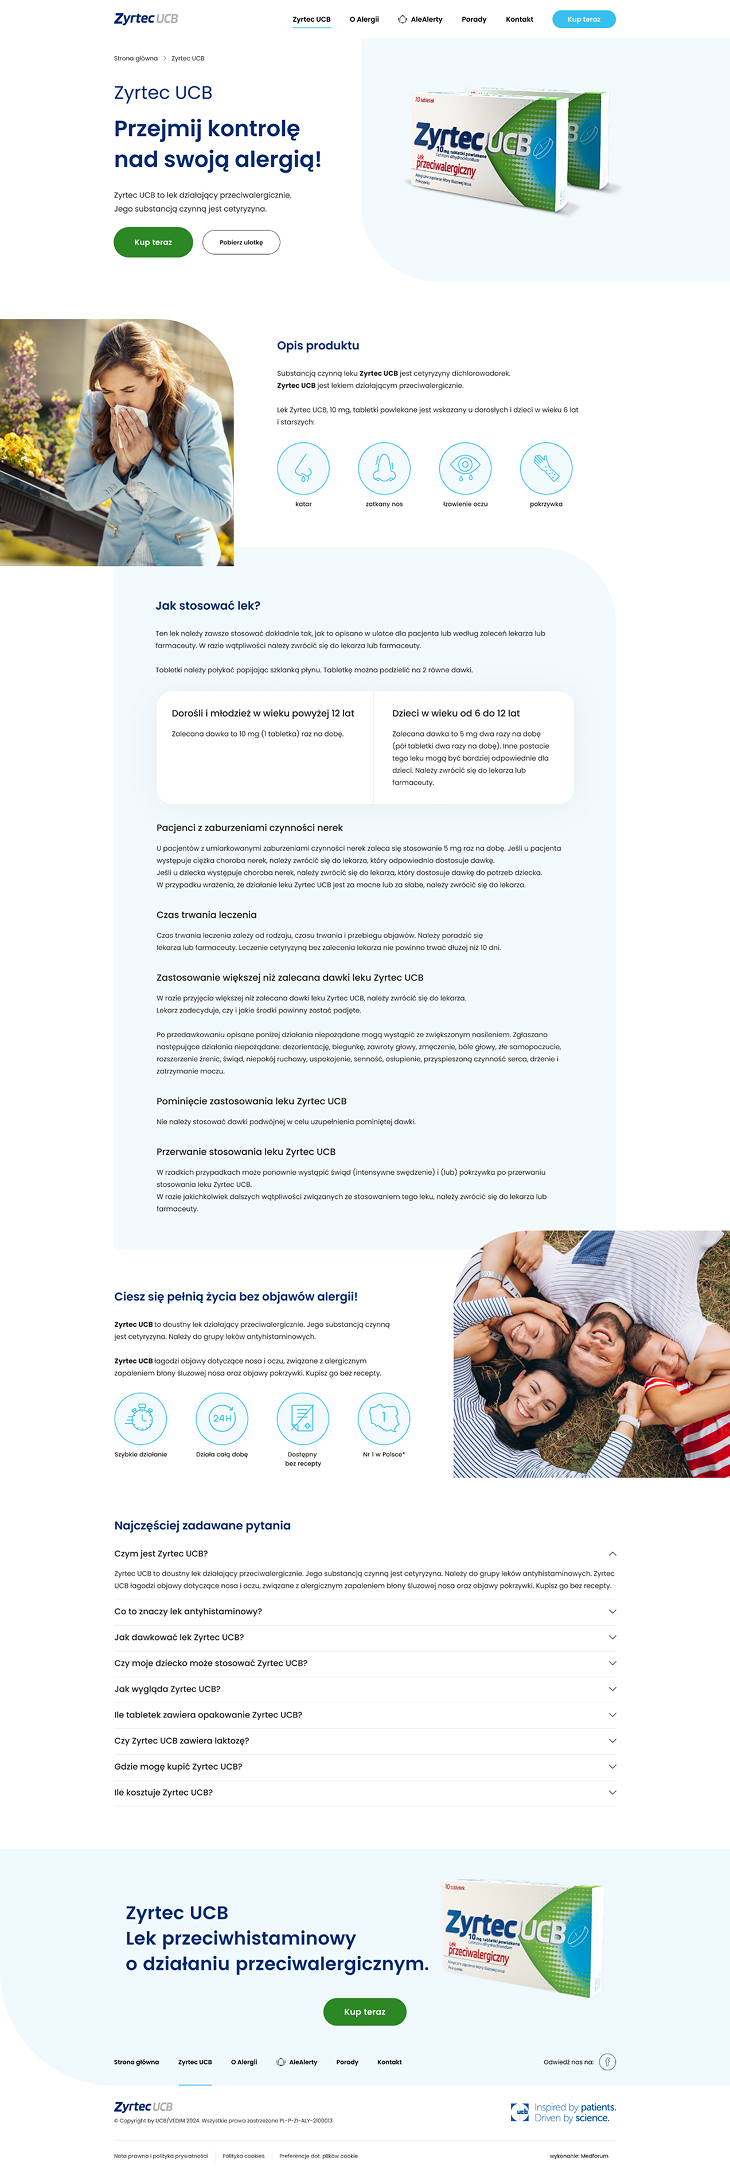 Zyrtec UCB
Zyrtec UCB
O Alergii
AleAlerty
Porady
Kontakt
Kup teraz
Strona główna > Zyrtec UCB
Zyrtec UCB
Przejmij kontrolę
nad swoją alergią!
Zyrtec UCB to lek działający przeciwalergicznie.
Jego substancją czynną jest cetyryzyna.
Kup teraz
Pobierz ulotkę
10 tabletek
Zyrtec UCB
10 mg tabletki powlekane
Lek
przeciwalergiczny
Opis produktu
Substancją czynną leku Zyrtec UCB jest cetyryzyny dichlorowodorek.
Zyrtec UCB jest lekiem działającym przeciwalergicznie.
Lek Zyrtec UCB, 10 mg, tabletki powlekane jest wskazany u dorosłych i dzieci w wieku 6 lat
i starszych:
katar
zatkany nos
łzawienie oczu
pokrzywka
Jak stosować lek?
Ten lek należy zawsze stosować dokładnie tak, jak to opisano w ulotce dla pacjenta lub według zaleceń lekarza lub
farmaceuty. W razie wątpliwości należy zwrócić się do lekarza lub farmaceuty.
Tabletki należy połykać popijając szklanką płynu. Tabletkę można podzielić na 2 równe dawki.
Dorośli i młodzież w wieku powyżej 12 lat
Zalecana dawka to 10 mg (1 tabletka) raz na dobę.
Dzieci w wieku od 6 do 12 lat
Zalecana dawka to 5 mg dwa razy na dobę
(pół tabletki dwa razy na dobę). Inne postacie
tego leku mogą być bardziej odpowiednie dla
dzieci. Należy zwrócić się do lekarza lub
farmaceuty.
Pacjenci z zaburzeniami czynności nerek
U pacjentów z umiarkowanymi zaburzeniami czynności nerek zaleca się stosowanie 5 mg raz na dobę. Jeśli u pacjenta
występuje ciężka choroba nerek, należy zwrócić się do lekarza, który odpowiednio dostosuje dawkę.
Jeśli u dziecka występuje choroba nerek, należy zwrócić się do lekarza, który dostosuje dawkę do potrzeb dziecka.
W przypadku wrażenia, że działanie leku Zyrtec UCB jest za mocne lub za słabe, należy zwrócić się do lekarza.
Czas trwania leczenia
Czas trwania leczenia zależy od rodzaju, czasu trwania i przebiegu objawów. Należy poradzić się
lekarza lub farmaceuty. Leczenie cetyryzyną bez zalecenia lekarza nie powinno trwać dłużej niż 10 dni.
Zastosowanie większej niż zalecana dawki leku Zyrtec UCB
W razie przyjęcia większej niż zalecana dawki leku Zyrtec UCB, należy zwrócić się do lekarza.
Lekarz zadecyduje, czy i jakie środki powinny zostać podjęte.
Po przedawkowaniu opisane poniżej działania niepożądane mogą wystąpić ze zwiększonym nasileniem. Zgłaszano
następujące działania niepożądane: dezorientację, biegunkę, zawroty głowy, zmęczenie, bóle głowy, złe samopoczucie,
rozszerzenie źrenic, świąd, niepokój ruchowy, uspokojenie, senność, osłupienie, przyspieszoną czynność serca, drżenie i
zatrzymanie moczu.
Pominięcie zastosowania leku Zyrtec UCB
Nie należy stosować dawki podwójnej w celu uzupełnienia pominiętej dawki.
Przerwanie stosowania leku Zyrtec UCB
W rzadkich przypadkach może ponownie wystąpić świąd (intensywne swędzenie) i (lub) pokrzywka po przerwaniu
stosowania leku Zyrtec UCB.
W razie jakichkolwiek dalszych wątpliwości związanych ze stosowaniem tego leku, należy zwrócić się do lekarza lub
farmaceuty.
Ciesz się pełnią życia bez objawów alergii!
Zyrtec UCB to doustny lek działający przeciwalergicznie. Jego substancją czynną
jest cetyryzyna. Należy do grupy leków antyhistaminowych.
Zyrtec UCB łagodzi objawy dotyczące nosa i oczu, związane z alergicznym
zapaleniem błony śluzowej nosa oraz objawy pokrzywki. Kupisz go bez recepty.
24H
1
Szybkie działanie
Działa całą dobę
Dostępny
bez recepty
Nr 1 w Polsce*
Najczęściej zadawane pytania
Czym jest Zyrtec UCB?
Zyrtec UCB to doustny lek działający przeciwalergicznie. Jego substancją czynną jest cetyryzyna. Należy do grupy leków antyhistaminowych. Zyrtec
UCB łagodzi objawy dotyczące nosa i oczu, związane z alergicznym zapaleniem błony śluzowej nosa oraz objawy pokrzywki. Kupisz go bez recepty.
Co to znaczy lek antyhistaminowy?
Jak dawkować lek Zyrtec UCB?
Czy moje dziecko może stosować Zyrtec UCB?
Jak wygląda Zyrtec UCB?
Ile tabletek zawiera opakowanie Zyrtec UCB?
Czy Zyrtec UCB zawiera laktozę?
Gdzie mogę kupić Zyrtec UCB?
Ile kosztuje Zyrtec UCB?
Zyrtec UCB
Lek przeciwhistaminowy
o działaniu przeciwalergicznym.
10 tabletek
Zyrtec UCB
10 mg tabletki powlekane
Lek
przeciwalergiczny
Kup teraz
Strona główna
Zyrtec UCB
O Alergii
AleAlerty
Porady
Kontakt
Odwiedź nas na:
Zyrtec UCB
© Copyright by UCB/VEDIM 2024. Wszystkie prawa zastrzeżone PL-P-ZI-ALY-2100013.
ucb
Inspired by patients.
Driven by science.
Nota prawna i polityka prywatności
Polityka cookies
Preferencje dot. plików cookie
wykonanie: Medforum